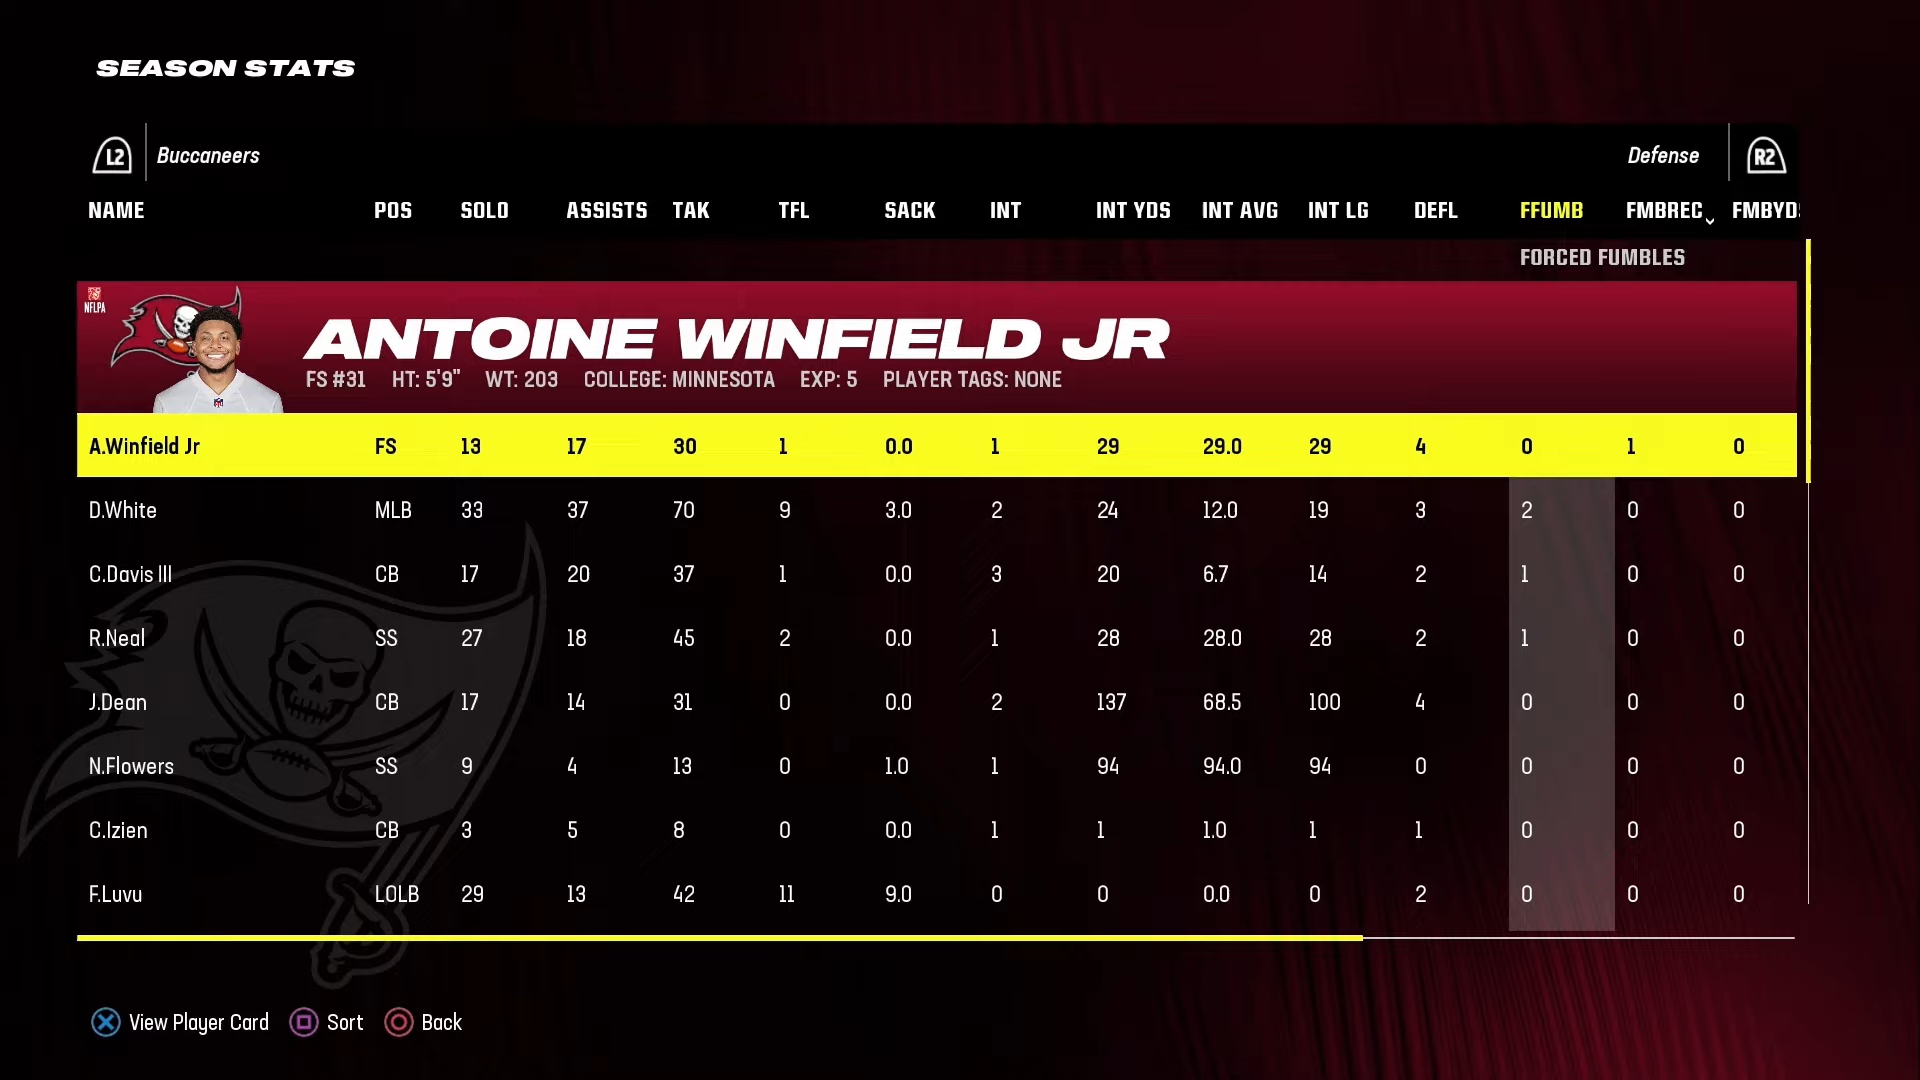 SEASON STATS
L2 Buccaneers Defense R2
NAME POS SOLO ASSISTS TAK TFL SACK INT INT YDS INT AVG INT LG DEFL FFUMB FMBREC FMBYD
FORCED FUMBLES
NFLPA
ANTOINE WINFIELD JR
FS #31 HT: 5'9" WT: 203 COLLEGE: MINNESOTA EXP: 5 PLAYER TAGS: NONE
A.Winfield Jr FS 13 17 30 1 0.0 1 29 29.0 29 4 0 1 0
D.White MLB 33 37 70 9 3.0 2 24 12.0 19 3 2 0 0
C.Davis III CB 17 20 37 1 0.0 3 20 6.7 14 2 1 0 0
R.Neal SS 27 18 45 2 0.0 1 28 28.0 28 2 1 0 0
J.Dean CB 17 14 31 0 0.0 2 137 68.5 100 4 0 0 0
N.Flowers SS 9 4 13 0 1.0 1 94 94.0 94 0 0 0 0
C.Izien CB 3 5 8 0 0.0 1 1 1.0 1 1 0 0 0
F.Luvu LOLB 29 13 42 11 9.0 0 0 0.0 0 2 0 0 0
View Player Card Sort Back